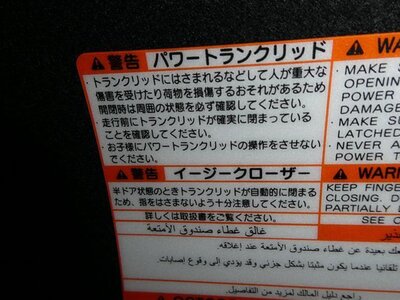 ⚠警告 パワートランクリッド
・トランクリッドにはさまれるなどして人が重大な
傷害を受けたり荷物を損傷するおそれがあるため
開閉時は周囲の状態を必ず確認してください。
・走行前にトランクリッドが確実に閉まっている
ことを確認してください。
・お子様にパワートランクリッドの操作をさせない
でください。
⚠警告 イージークローザー
半ドア状態のときトランクリッドが自動的に閉まる
ため、指をはさまないよう十分注意してください。
詳しくは取扱書をご覧ください。
⚠ WA
・MAKE S
OPENING
POWER
DAMAGE
・MAKE SU
LATCHED
・NEVER A
POWER T
⚠ WARN
KEEP FINGE
CLOSING. D
PARTIALLY
SEE O
غالق غطاء صندوق الأمتعة
بعيدة عن غطاء صندوق الأمتعة عند إغلاقه.
تلقائيا عندما يكون مثبتا بشكل جزئي وقد يؤدي إلى وقوع إصابات.
راجع دليل المالك لمزيد من التفاصيل.